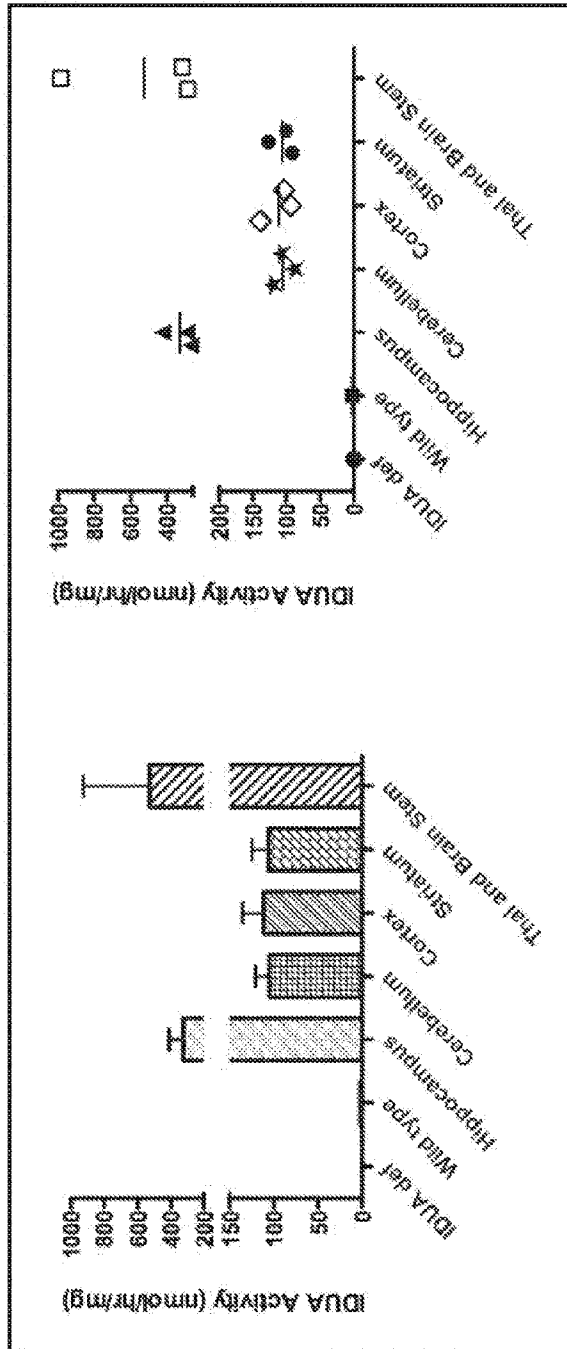 IDUA Activity (nmol/hr/mg)
1000
800
600
400
200
150
100
50
0
IDUA def
Wild type
Hippocampus
Cerebellum
Cortex
Striatum
Thal and Brain Stem
IDUA Activity (nmol/hr/mg)
1000
800
600
400
200
150
100
50
0
IDUA def
Wild type
Hippocampus
Cerebellum
Cortex
Striatum
Thal and Brain Stem